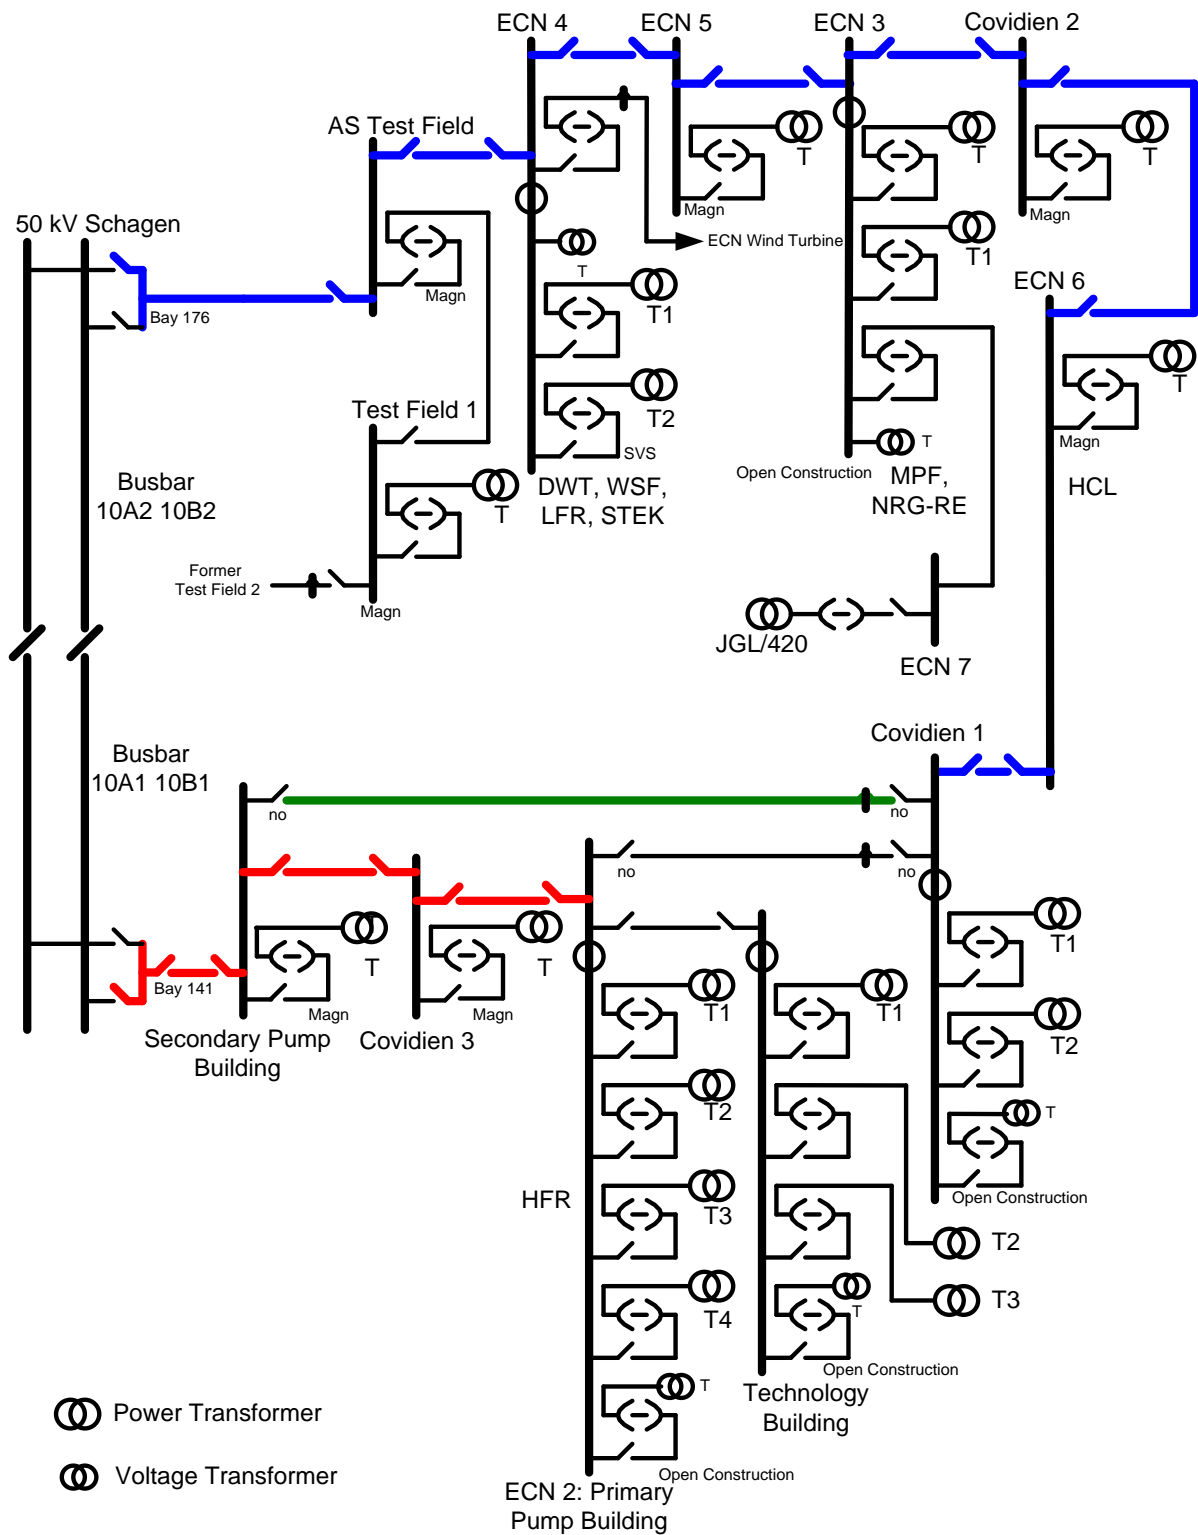 ECN 4
ECN 5
ECN 3
Covidien 2
AS Test Field
T
T
T
T
Magn
Magn
50 kV Schagen
ECN Wind Turbine
T1
T
Magn
ECN 6
Bay 176
T1
T
Magn
Test Field 1
T2
SVS
T
Open Construction
MPF,
NRG-RE
HCL
Busbar
10A2 10B2
T
DWT, WSF,
LFR, STEK
Former
Test Field 2
Magn
JGL/420
ECN 7
Covidien 1
Busbar
10A1 10B1
no
no
no
no
T
T
T1
Bay 141
Magn
Magn
T1
T1
Secondary Pump
Building
Covidien 3
T2
T2
T
HFR
T3
Open Construction
T2
T3
T4
T
Open Construction
T
Technology
Building
Open Construction
Power Transformer
Voltage Transformer
ECN 2: Primary
Pump Building